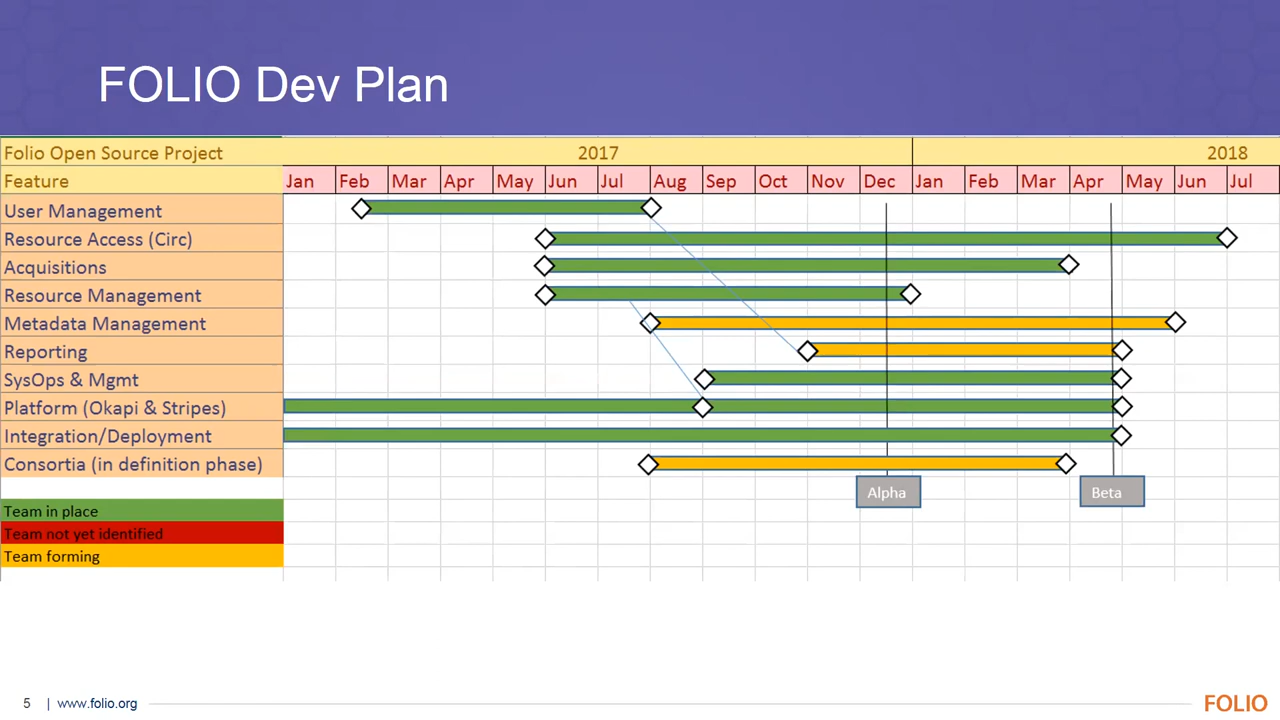 FOLIO Dev Plan
Folio Open Source Project 2017 2018
Feature Jan Feb Mar Apr May Jun Jul Aug Sep Oct Nov Dec Jan Feb Mar Apr May Jun Jul
User Management
Resource Access (Circ)
Acquisitions
Resource Management
Metadata Management
Reporting
SysOps & Mgmt
Platform (Okapi & Stripes)
Integration/Deployment
Consortia (in definition phase)
Alpha Beta
Team in place
Team not yet identified
Team forming
5 | www.folio.org FOLIO